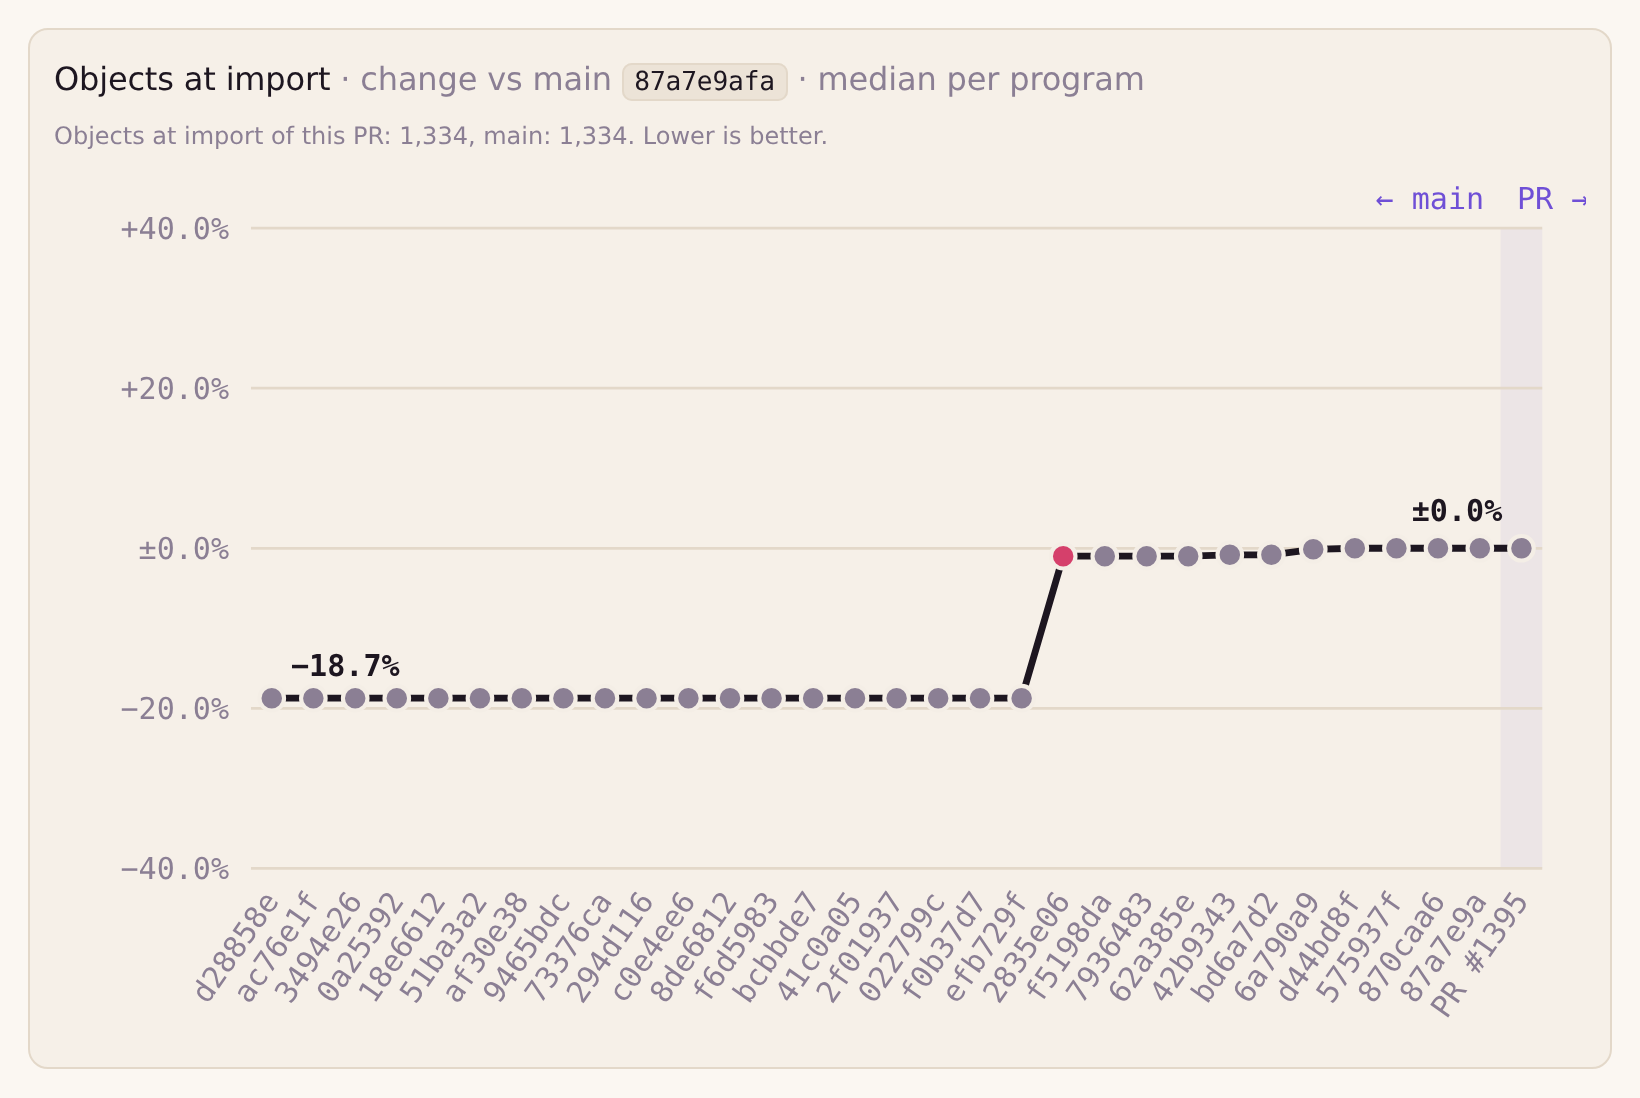 Objects at import · change vs main 87a7e9afa · median per program
Objects at import of this PR: 1,334, main: 1,334. Lower is better.
← main PR →
+40.0%
+20.0%
±0.0%
±0.0%
−18.7%
−20.0%
−40.0%
d28858e
ac76e1f
3494e26
0a25392
18e6612
51ba3a2
af30e38
9465bdc
73376ca
294d116
c0e4ee6
8de6812
f6d5983
bcbbde7
41c0a05
2f01937
022799c
f0b37d7
efb729f
2835e06
f5198da
7936483
62a385e
42b9343
bd6a7d2
6a790a9
d44bd8f
575937f
870caa6
87a7e9a
PR #1395